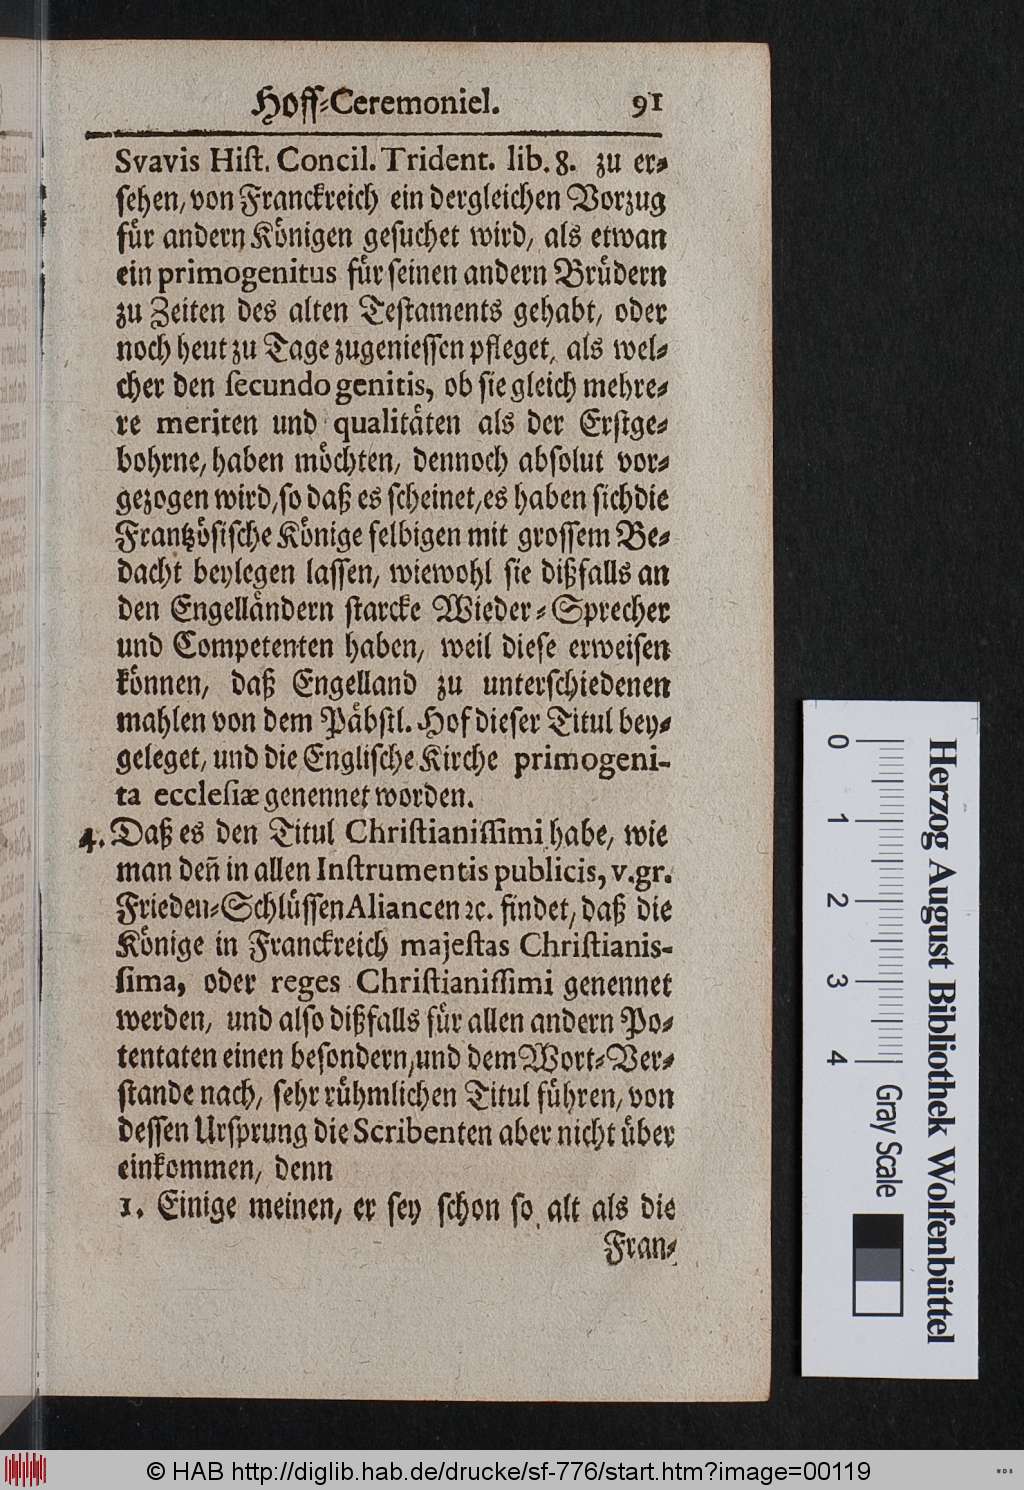 Hoff-Ceremoniel. 91
Svavis Hist. Concil. Trident. lib. 8. zu er-
sehen, von Franckreich ein dergleichen Vorzug
für andern Königen gesuchet wird, als etwan
ein primogenitus für seinen andern Brüdern
zu Zeiten des alten Testaments gehabt, oder
noch heut zu Tage zugeniessen pfleget, als wel-
cher den secundo genitis, ob sie gleich mehre-
re meriten und qualitäten als der Erstge-
bohrne, haben möchten, dennoch absolut vor-
gezogen wird, so daß es scheinet, es haben sich die
Frantzösische Könige felbigen mit grossem Be-
dacht beylegen lassen, wiewohl sie dißfalls an
den Engelländern starcke Wieder-Sprecher
und Competenten haben, weil diese erweisen
können, daß Engelland zu unterschiedenen
mahlen von dem Päbstl. Hof dieser Titul bey-
geleget, und die Englische Kirche primogeni-
ta ecclesiæ genennet worden.
4. Daß es den Titul Christianissimi habe, wie
man deñ in allen Instrumentis publicis, v. gr.
Frieden-Schlüssen Aliancen ꝛc. findet, daß die
Könige in Franckreich majestas Christianis-
sima, oder reges Christianissimi genennet
werden, und also dißfalls für allen andern Po-
tentaten einen besondern, und dem Wort-Ver-
stande nach, sehr rühmlichen Titul führen, von
dessen Ursprung die Scribenten aber nicht über
einkommen, denn
1. Einige meinen, er sey schon so alt als die
Fran-
0 1 2 3 4 Gray Scale
Herzog August Bibliothek Wolfenbüttel
© HAB http://diglib.hab.de/drucke/sf-776/start.htm?image=00119